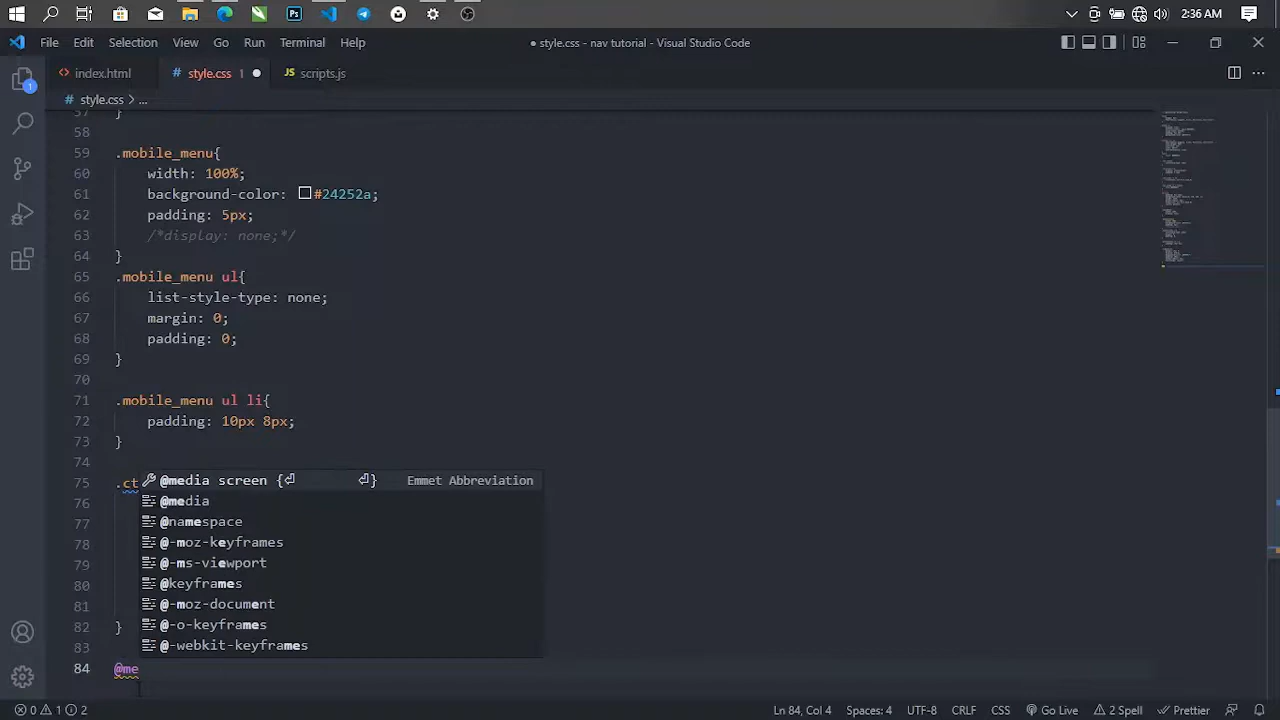 2:36 AM
File Edit Selection View Go Run Terminal Help
● style.css - nav tutorial - Visual Studio Code
<> index.html
# style.css 1 ●
JS scripts.js
1
# style.css > ...
57 }
58
59 .mobile_menu{
60 width: 100%;
61 background-color: #24252a;
62 padding: 5px;
63 /*display: none;*/
64 }
65 .mobile_menu ul{
66 list-style-type: none;
67 margin: 0;
68 padding: 0;
69 }
70
71 .mobile_menu ul li{
72 padding: 10px 8px;
73 }
74
75 .ct
76
77
78
79
80
81
82 }
83
84 @me
@media screen {⏎ ⏎} Emmet Abbreviation
@media
@namespace
@-moz-keyframes
@-ms-viewport
@keyframes
@-moz-document
@-o-keyframes
@-webkit-keyframes
0 1 2 Ln 84, Col 4 Spaces: 4 UTF-8 CRLF CSS Go Live 2 Spell Prettier